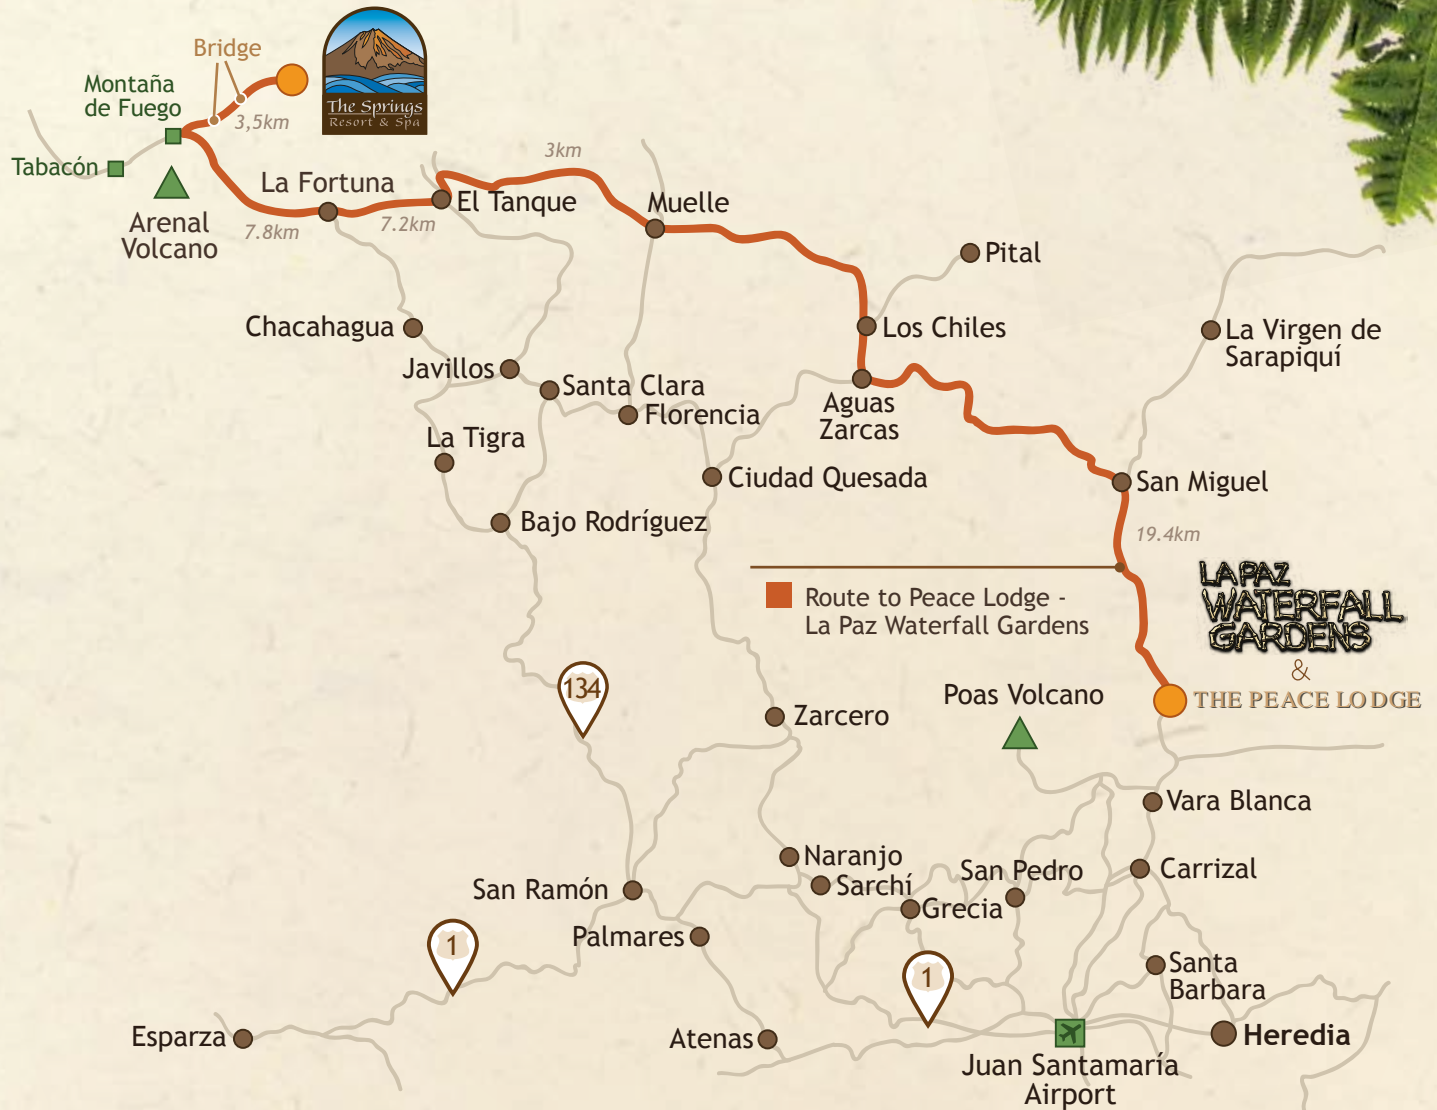 Bridge
Montaña
de Fuego
3,5km
The Springs
Resort & Spa
Tabacón
Arenal
Volcano
La Fortuna
7.8km
7.2km
El Tanque
3km
Muelle
Pital
Chacahagua
Los Chiles
La Virgen de
Sarapiquí
Javillos
Santa Clara
Florencia
Aguas
Zarcas
La Tigra
Ciudad Quesada
San Miguel
Bajo Rodríguez
19.4km
Route to Peace Lodge -
La Paz Waterfall Gardens
LA PAZ
WATERFALL
GARDENS
&
THE PEACE LODGE
134
Zarcero
Poas Volcano
Vara Blanca
Naranjo
Sarchí
San Pedro
Carrizal
San Ramón
Grecia
Palmares
1
1
Santa
Barbara
Esparza
Atenas
Heredia
Juan Santamaría
Airport